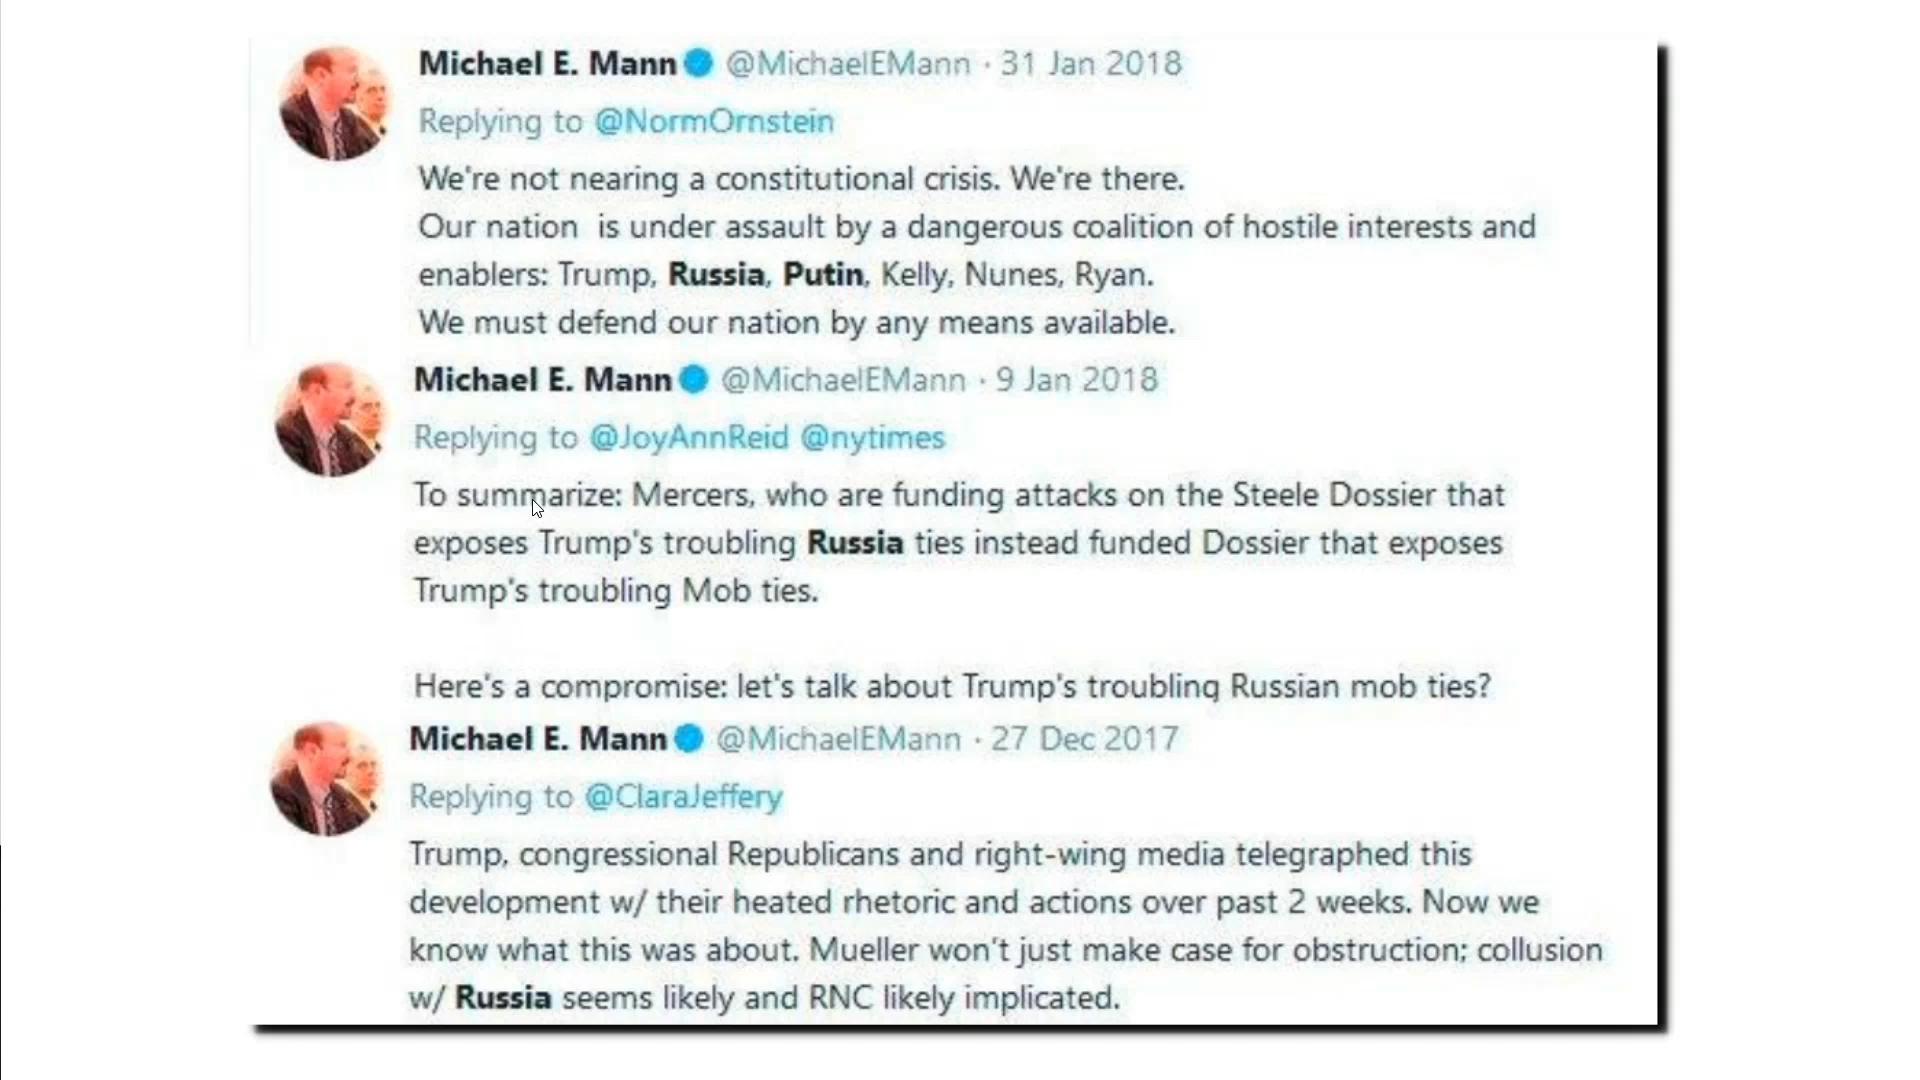 Michael E. Mann @MichaelEMann · 31 Jan 2018
Replying to @NormOrnstein
We're not nearing a constitutional crisis. We're there.
Our nation is under assault by a dangerous coalition of hostile interests and
enablers: Trump, Russia, Putin, Kelly, Nunes, Ryan.
We must defend our nation by any means available.
Michael E. Mann @MichaelEMann · 9 Jan 2018
Replying to @JoyAnnReid @nytimes
To summarize: Mercers, who are funding attacks on the Steele Dossier that
exposes Trump's troubling Russia ties instead funded Dossier that exposes
Trump's troubling Mob ties.
Here's a compromise: let's talk about Trump's troubling Russian mob ties?
Michael E. Mann @MichaelEMann · 27 Dec 2017
Replying to @ClaraJeffery
Trump, congressional Republicans and right-wing media telegraphed this
development w/ their heated rhetoric and actions over past 2 weeks. Now we
know what this was about. Mueller won't just make case for obstruction; collusion
w/ Russia seems likely and RNC likely implicated.